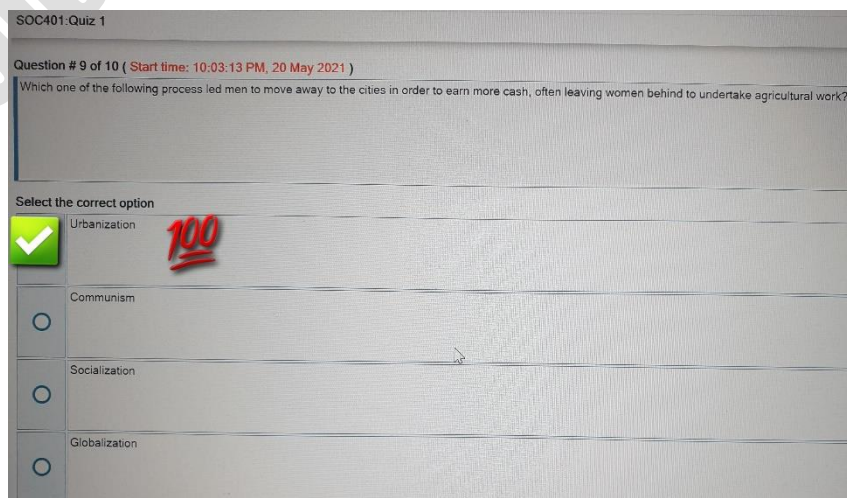 SOC401:Quiz 1
Question # 9 of 10 ( Start time: 10:03:13 PM, 20 May 2021 )
Which one of the following process led men to move away to the cities in order to earn more cash, often leaving women behind to undertake agricultural work?
Select the correct option
Urbanization
100
Communism
Socialization
Globalization